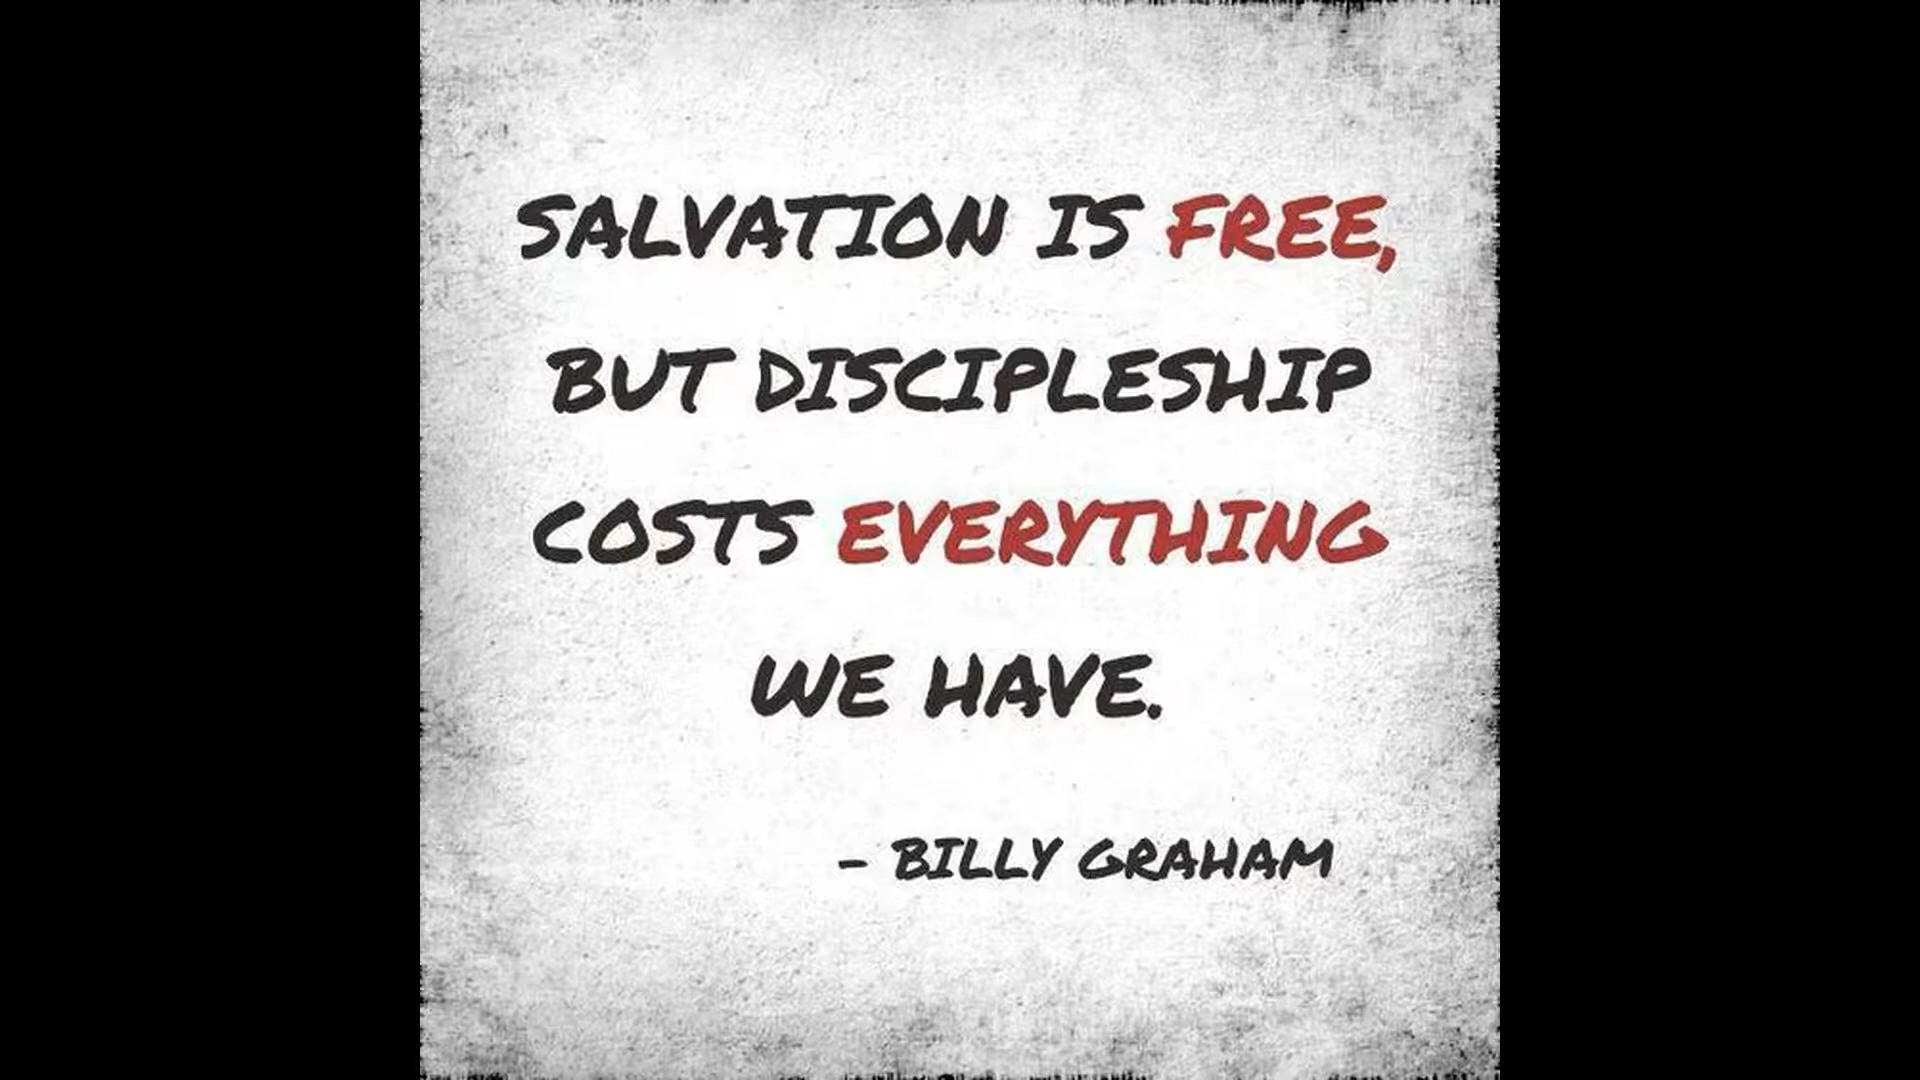 SALVATION IS FREE,
BUT DISCIPLESHIP
COSTS EVERYTHING
WE HAVE.
- BILLY GRAHAM